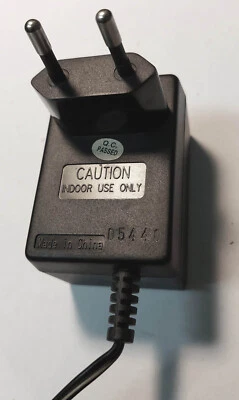 Q.C.
PASSED
CAUTION
INDOOR USE ONLY
Made in China